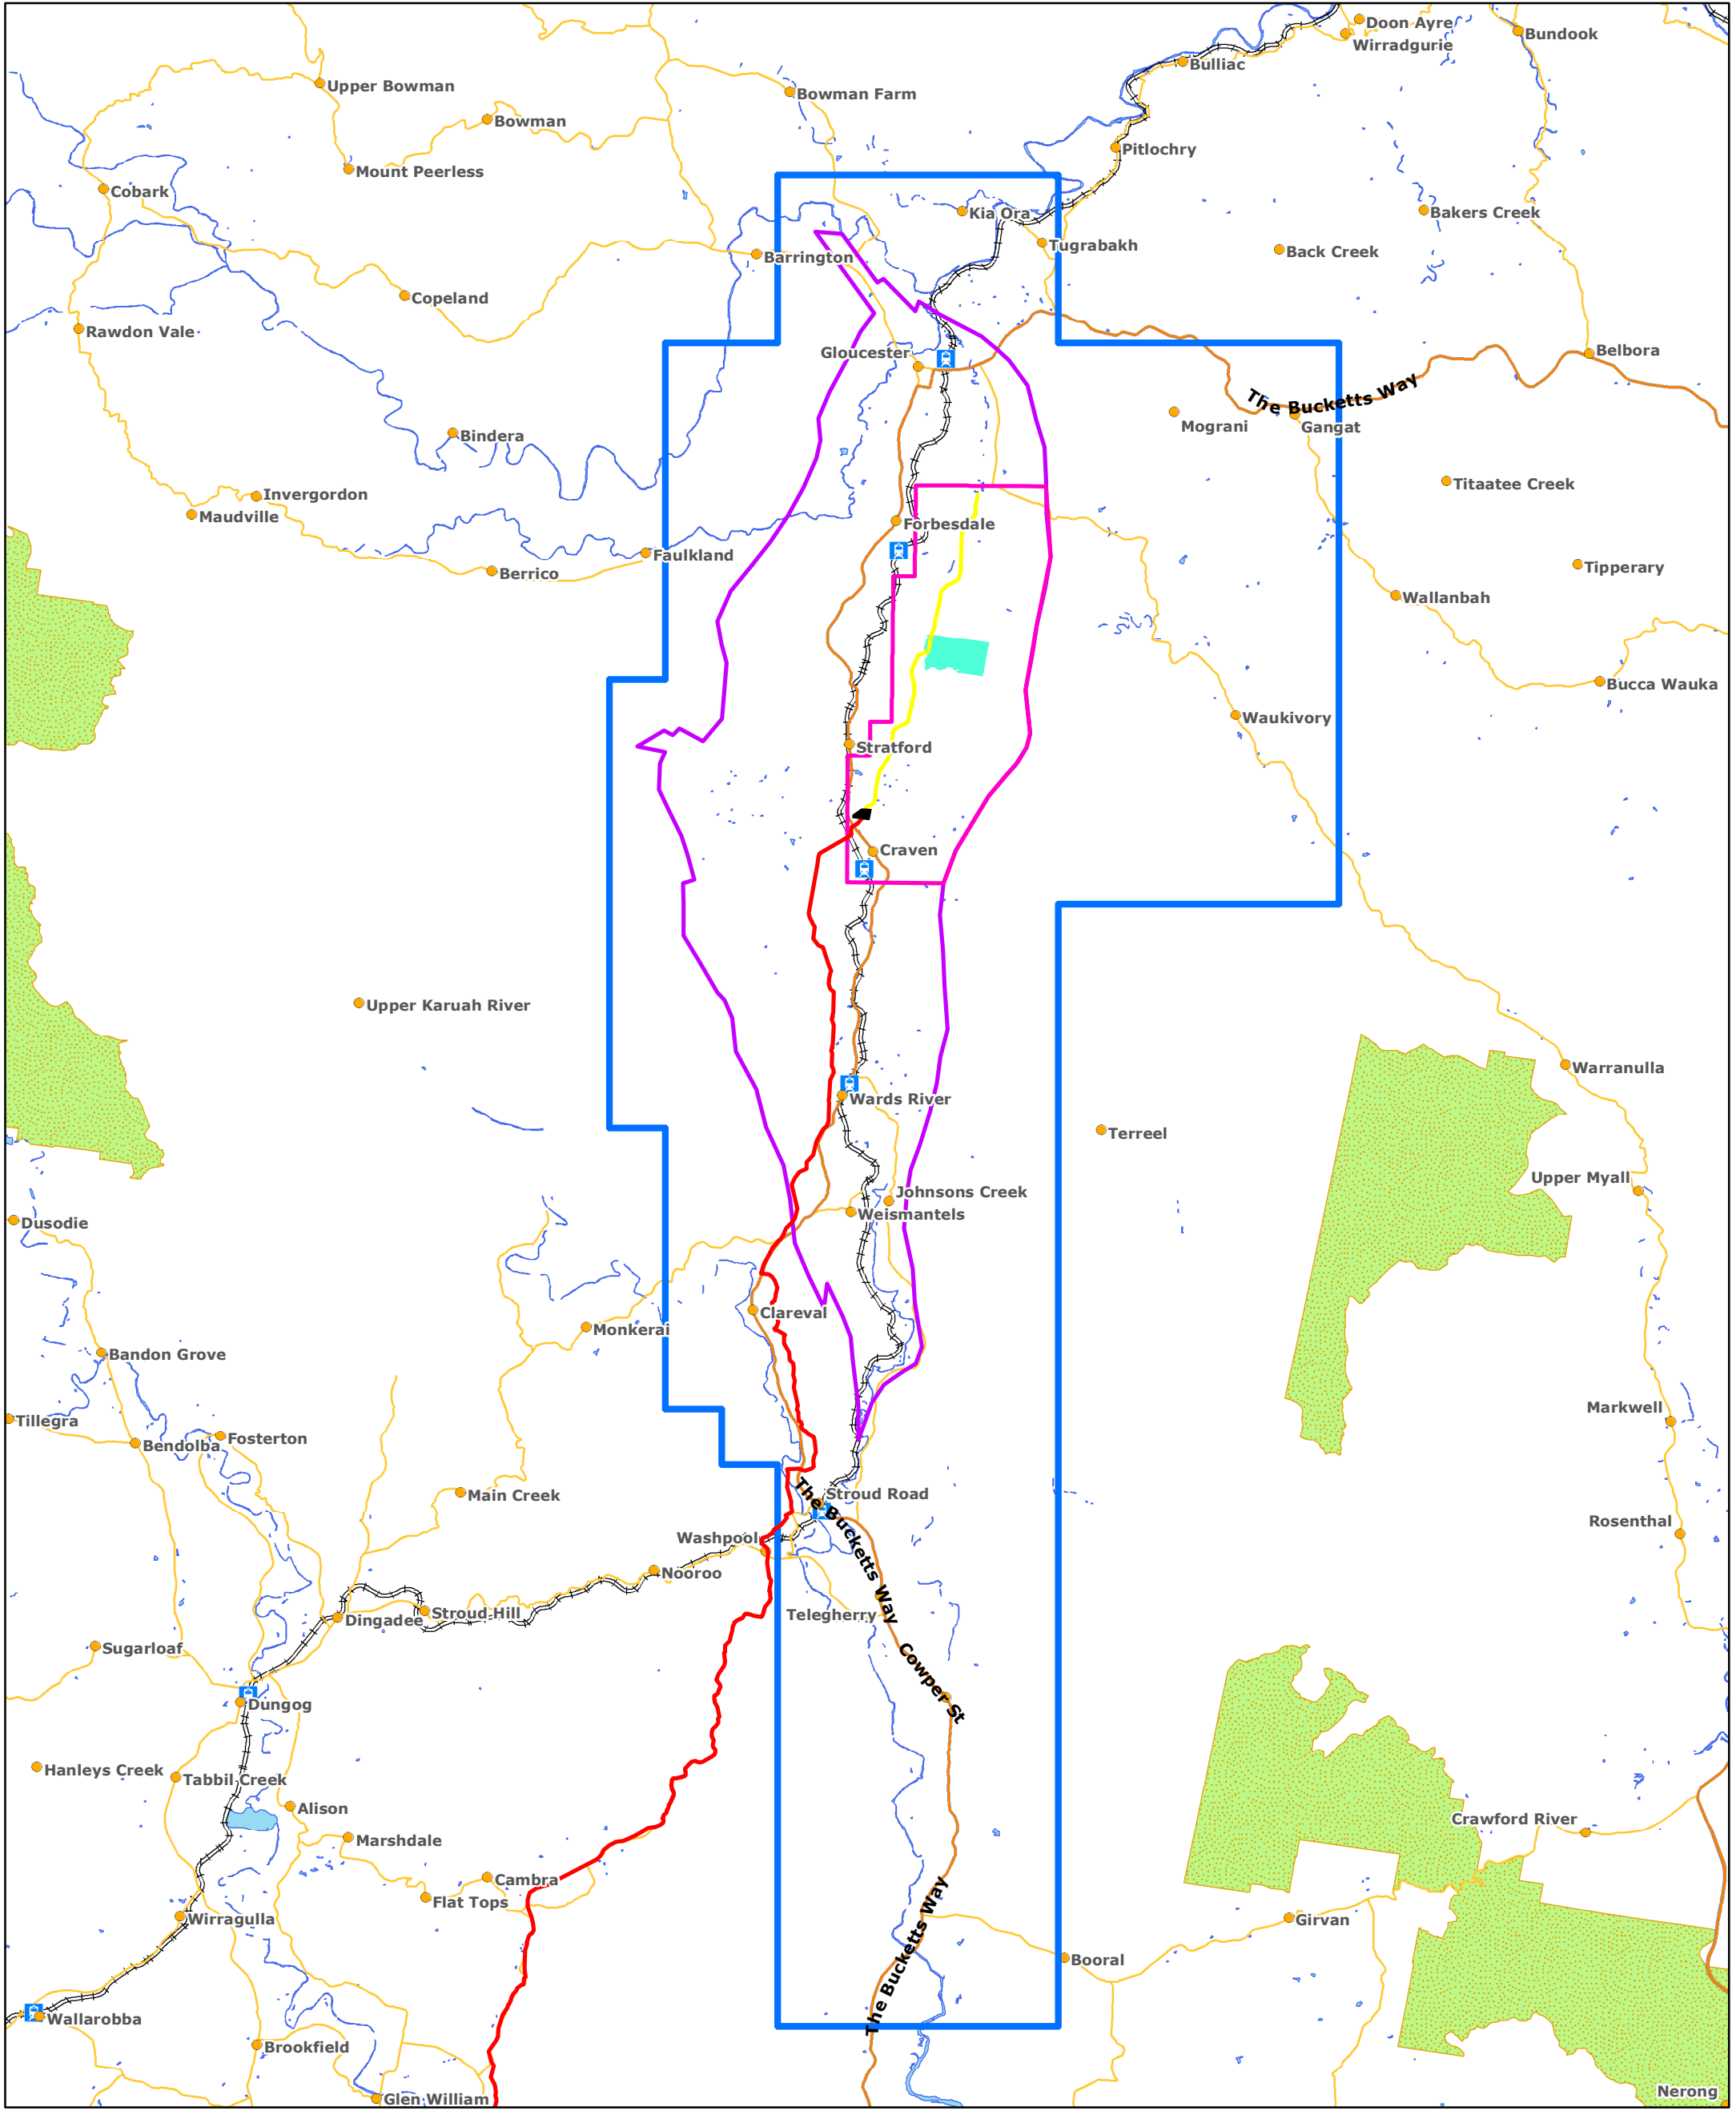 Doon Ayre
Wirradgurie
Bundook
Bulliac
Upper Bowman
Bowman Farm
Bowman
Pitlochry
Mount Peerless
Cobark
Kia Ora
Bakers Creek
Tugrabakh
Back Creek
Barrington
Copeland
Rawdon Vale
Gloucester
Belbora
The Bucketts Way
Mograni
Gangat
Bindera
Titaatee Creek
Invergordon
Maudville
Forbesdale
Faulkland
Berrico
Tipperary
Wallanbah
Bucca Wauka
Waukivory
Stratford
Craven
Upper Karuah River
Warranulla
Wards River
Terreel
Upper Myall
Johnsons Creek
Weismantels
Dusodie
Clareval
Monkerai
Bandon Grove
Markwell
Tillegra
Fosterton
Bendolba
Main Creek
Stroud Road
The Bucketts Way
Rosenthal
Washpool
Nooroo
Telegherry
Stroud Hill
Dingadee
Sugarloaf
Cowper St
Dungog
Hanleys Creek
Tabbil Creek
Alison
Crawford River
Marshdale
Cambra
Flat Tops
The Bucketts Way
Wirragulla
Girvan
Booral
Wallarobba
Brookfield
Nerong
Glen William